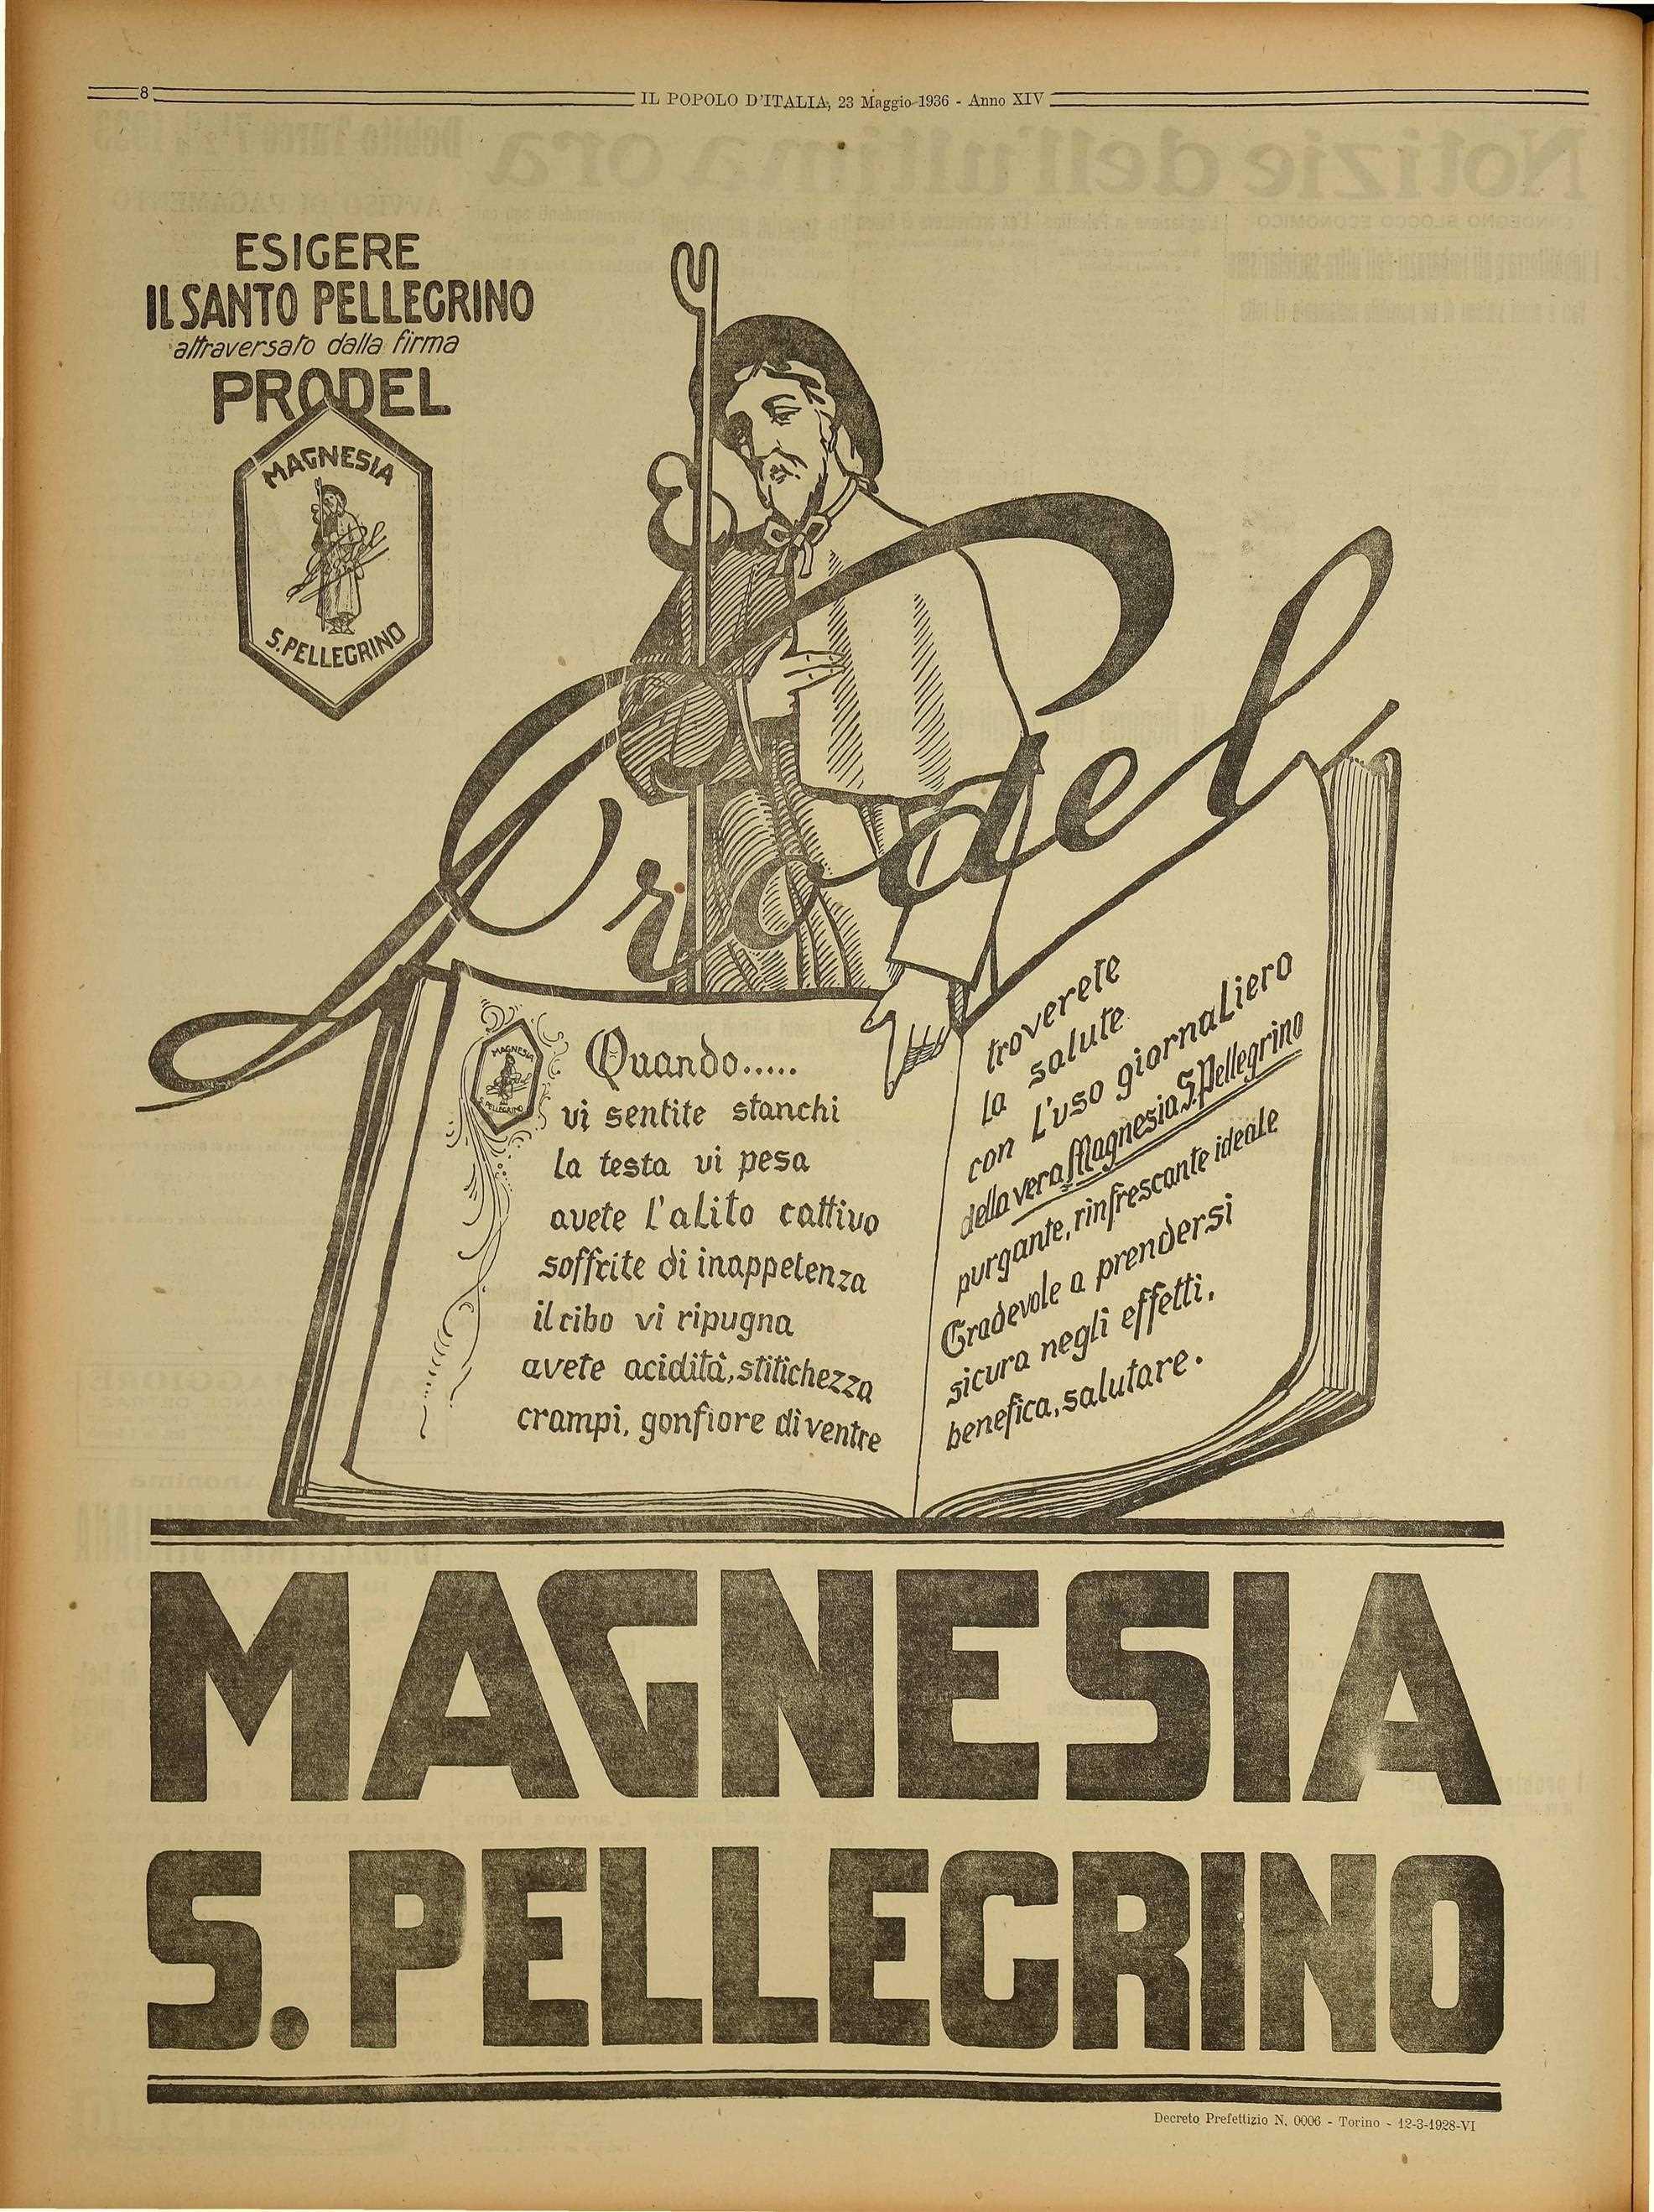 8
IL POPOLO D'ITALIA, 23 Maggio 1936 - Anno XIV
ESIGERE
IL SANTO PELLEGRINO
attraversato dalla firma
PRODEL
MAGNESIA
S. PELLEGRINO
Prodel
MAGNESIA
S. PELLEGRINO
Quando.....
vi sentite stanchi
la testa vi pesa
avete l'alito cattivo
soffrite di inappetenza
il cibo vi ripugna
avete acidità, stitichezza
crampi, gonfiore di ventre
troverete
la salute
con l'uso giornaliero
della vera Magnesia S. Pellegrino
purgante, rinfrescante ideale
Gradevole a prendersi
sicura negli effetti.
benefica, salutare.
MAGNESIA
S. PELLEGRINO
Decreto Prefettizio N. 0006 - Torino - 12-3-1928-VI